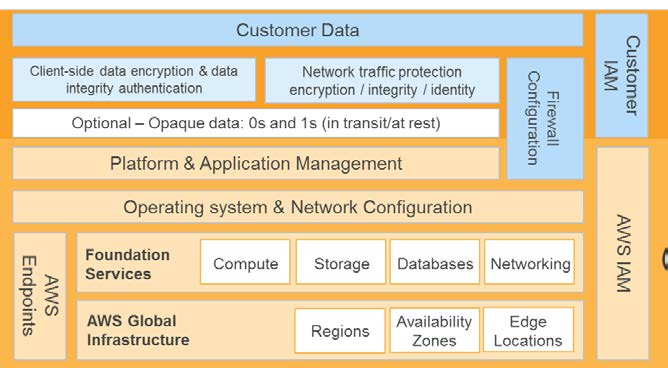 Customer Data
Customer
IAM
Client-side data encryption & data
integrity authentication
Network traffic protection
encryption / integrity / identity
Firewall
Configuration
Optional – Opaque data: 0s and 1s (in transit/at rest)
Platform & Application Management
Operating system & Network Configuration
AWS IAM
AWS
Endpoints
Foundation
Services
Compute
Storage
Databases
Networking
AWS Global
Infrastructure
Regions
Availability
Zones
Edge
Locations